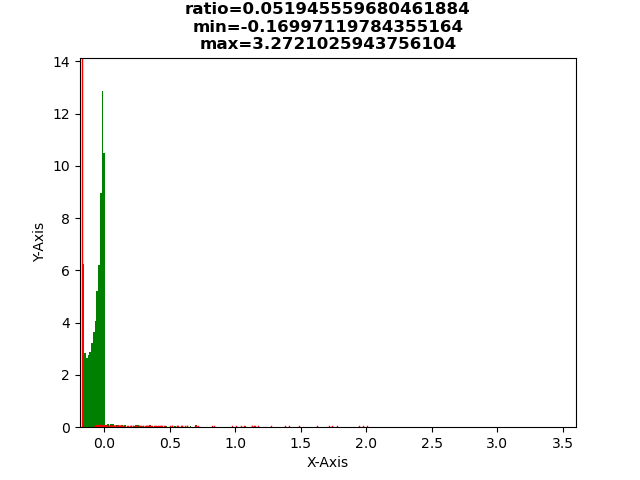 ratio=0.051945559680461884
min=-0.16997119784355164
max=3.2721025943756104
14
12
10
8
6
4
2
0
Y-Axis
0.0 0.5 1.0 1.5 2.0 2.5 3.0 3.5
X-Axis